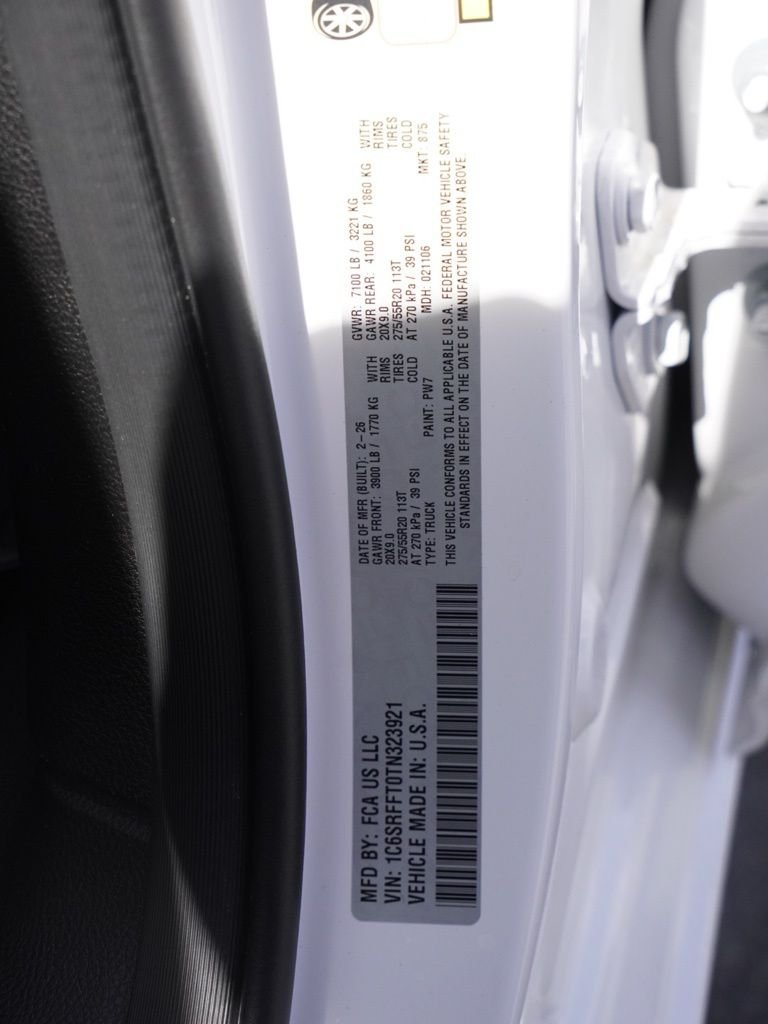 MFD BY: FCA US LLC
VIN: 1C6SRFFT0TN323921
VEHICLE MADE IN: U.S.A.
DATE OF MFR (BUILT): 2-26 GVWR: 7100 LB / 3221 KG
GAWR FRONT: 3900 LB / 1770 KG WITH GAWR REAR: 4100 LB / 1860 KG WITH
20X9.0 RIMS 20X9.0 RIMS
275/55R20 113T TIRES 275/55R20 113T TIRES
AT 270 kPa / 39 PSI COLD AT 270 kPa / 39 PSI COLD
TYPE: TRUCK PAINT: PW7 MDH: 021106 MKT: 875
THIS VEHICLE CONFORMS TO ALL APPLICABLE U.S.A. FEDERAL MOTOR VEHICLE SAFETY
STANDARDS IN EFFECT ON THE DATE OF MANUFACTURE SHOWN ABOVE.